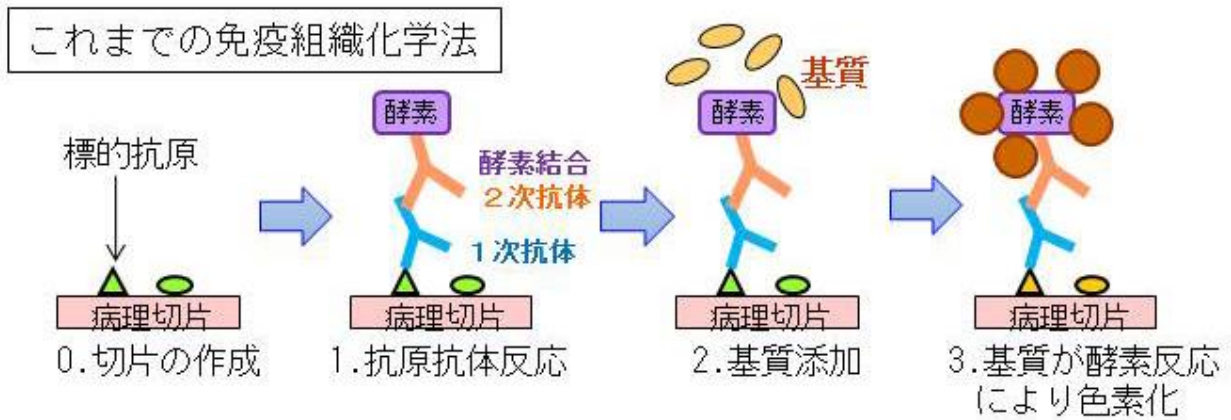 これまでの免疫組織化学法
標的抗原
病理切片
0.切片の作成
酵素
酵素結合
2次抗体
1次抗体
病理切片
1.抗原抗体反応
基質
酵素
病理切片
2.基質添加
酵素
病理切片
3.基質が酵素反応
により色素化